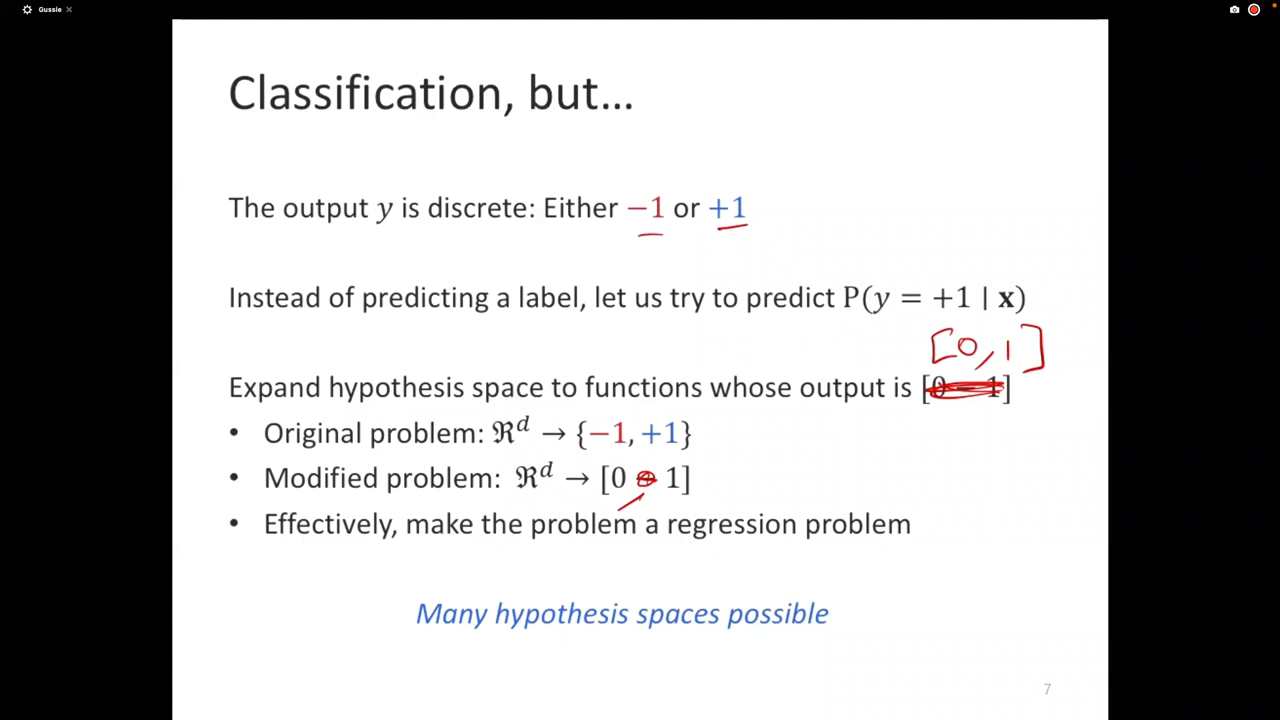 Gussie
Classification, but...
The output y is discrete: Either −1 or +1
Instead of predicting a label, let us try to predict P(y = +1 | x)
[0, 1]
Expand hypothesis space to functions whose output is [0 − 1]
• Original problem: ℜᵈ → {−1, +1}
• Modified problem: ℜᵈ → [0 − 1]
• Effectively, make the problem a regression problem
Many hypothesis spaces possible
7